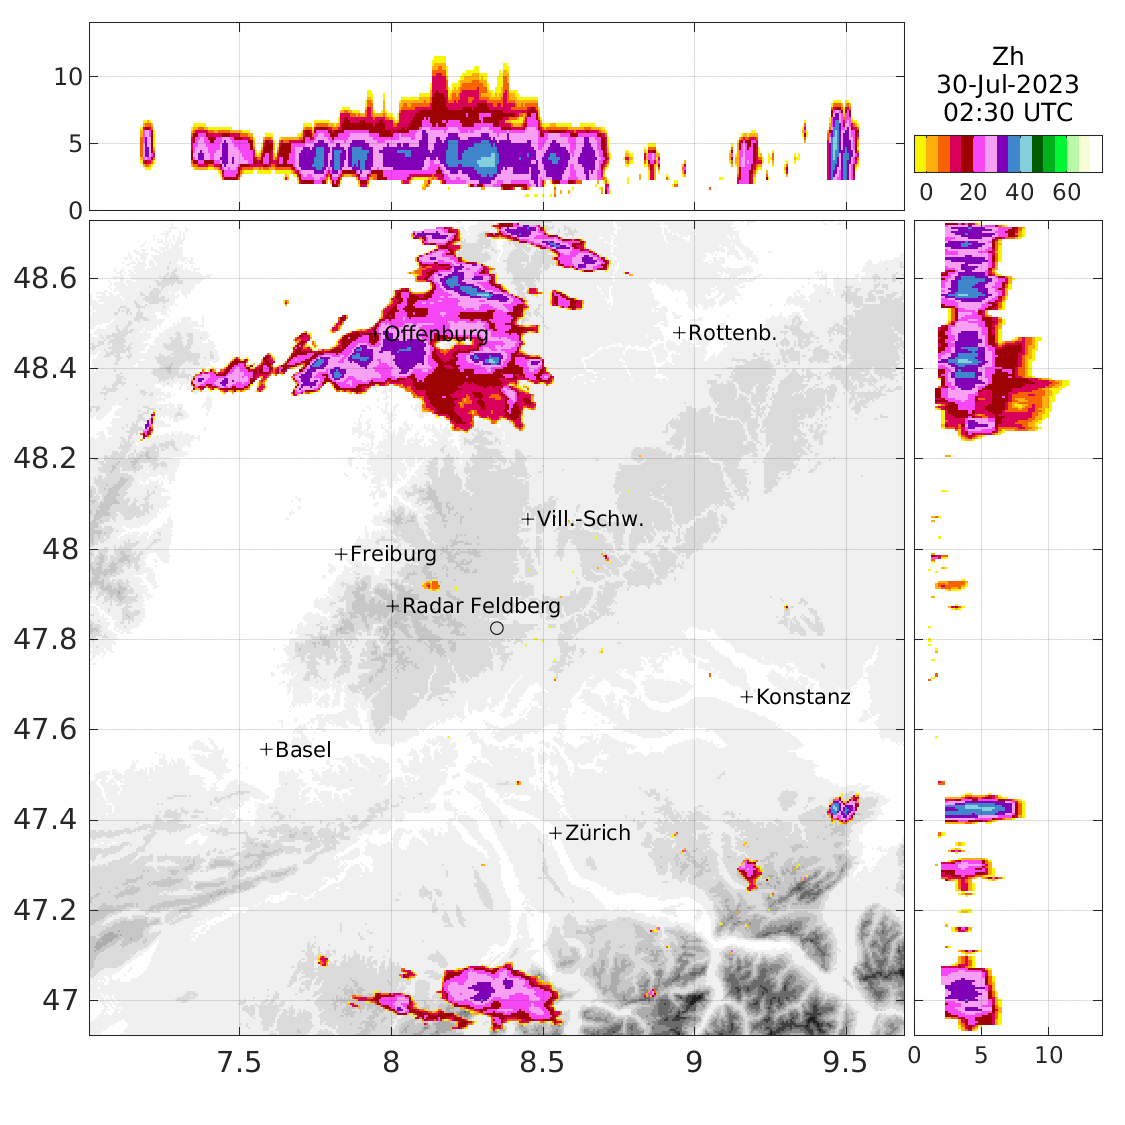 10
5
0
Zh
30-Jul-2023
02:30 UTC
0 20 40 60
48.6
48.4
48.2
48
47.8
47.6
47.4
47.2
47
Offenburg
Rottenb.
Vill.-Schw.
Freiburg
Radar Feldberg
Konstanz
Basel
Zürich
7.5 8 8.5 9 9.5
0 5 10